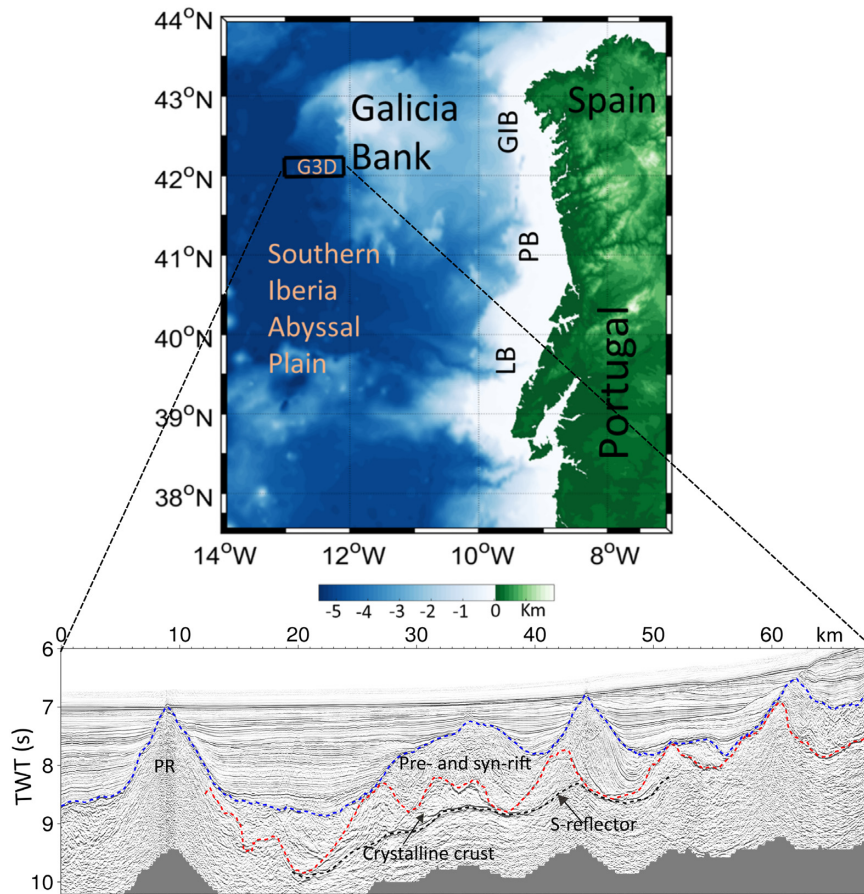 44°N
43°N
42°N
41°N
40°N
39°N
38°N
Galicia
Bank
GIB
Spain
G3D
PB
Southern
Iberia
Abyssal
Plain
LB
Portugal
14°W 12°W 10°W 8°W
-5 -4 -3 -2 -1 0 Km
0 10 20 30 40 50 60 km
TWT (s)
6
7
8
9
10
PR
Pre- and syn-rift
S-reflector
Crystalline crust